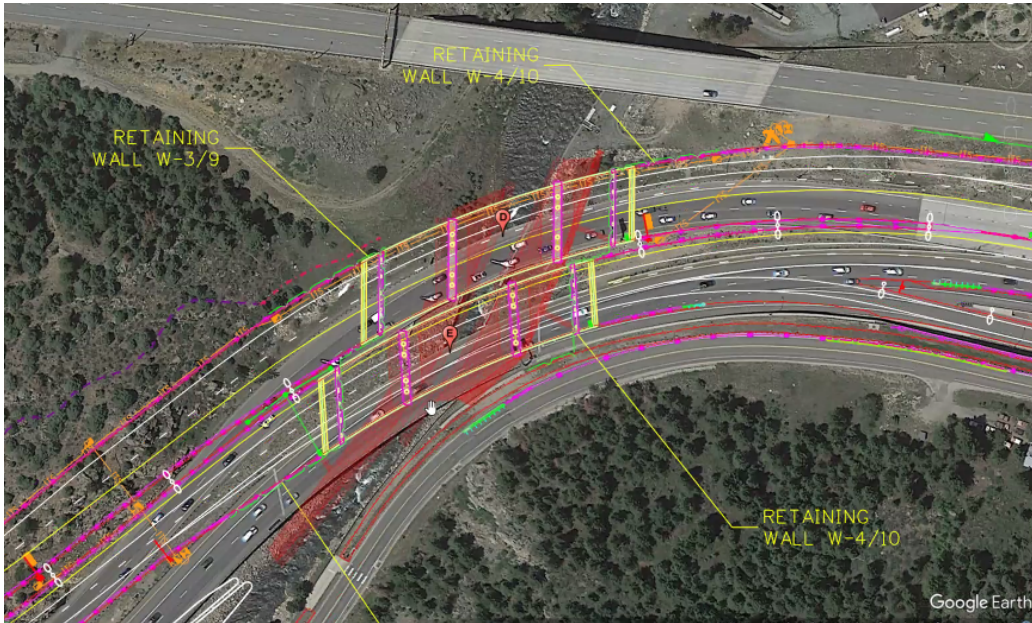 RETAINING
WALL W-4/10
RETAINING
WALL W-3/9
D
E
RETAINING
WALL W-4/10
Google Earth